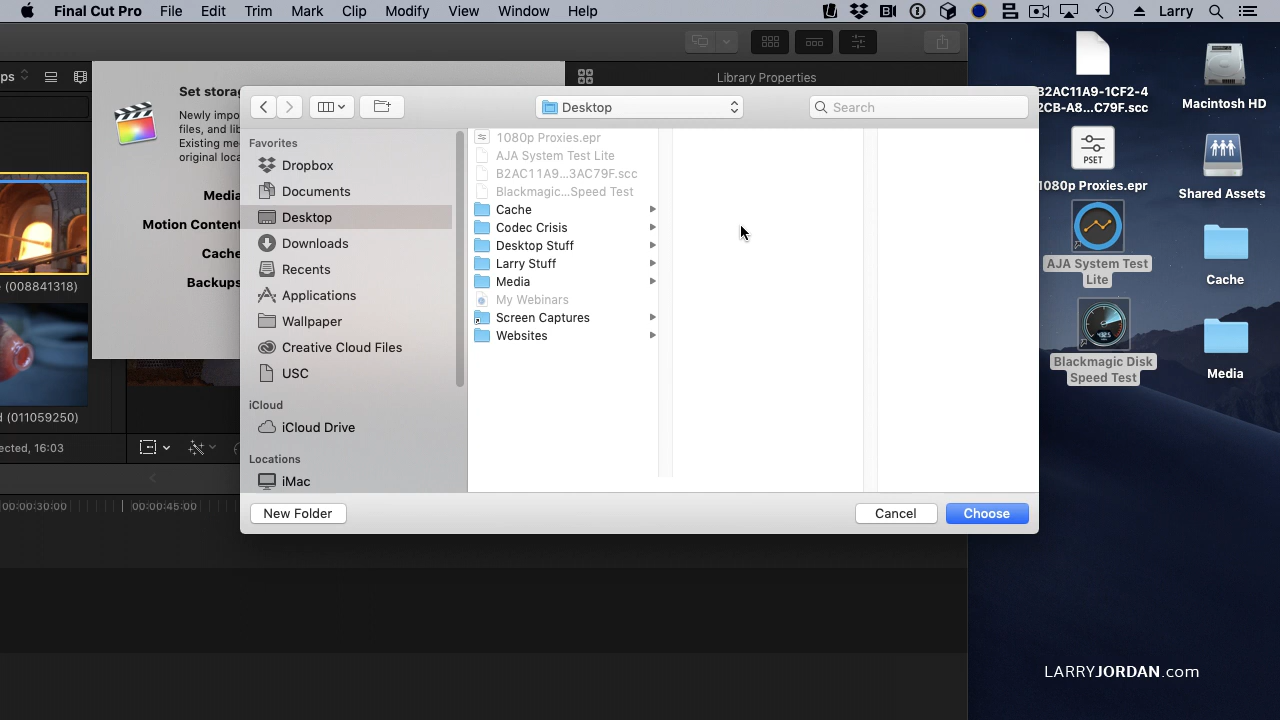 Final Cut Pro File Edit Trim Mark Clip Modify View Window Help Larry
ps
Library Properties
Set storag
Newly impo
files, and lib
Existing me
original loca
Media
Motion Content
Cache
Backups
(008841318)
d (011059250)
ected, 16:03
00:00:30:00
00:00:45:00
Desktop
Search
Favorites
Dropbox
Documents
Desktop
Downloads
Recents
Applications
Wallpaper
Creative Cloud Files
USC
iCloud
iCloud Drive
Locations
iMac
1080p Proxies.epr
AJA System Test Lite
B2AC11A9...3AC79F.scc
Blackmagic...Speed Test
Cache
Codec Crisis
Desktop Stuff
Larry Stuff
Media
My Webinars
Screen Captures
Websites
New Folder
Cancel
Choose
B2AC11A9-1CF2-4
2CB-A8...C79F.scc
Macintosh HD
PSET
1080p Proxies.epr
Shared Assets
AJA System Test
Lite
Cache
Blackmagic Disk
Speed Test
Media
LARRYJORDAN.com